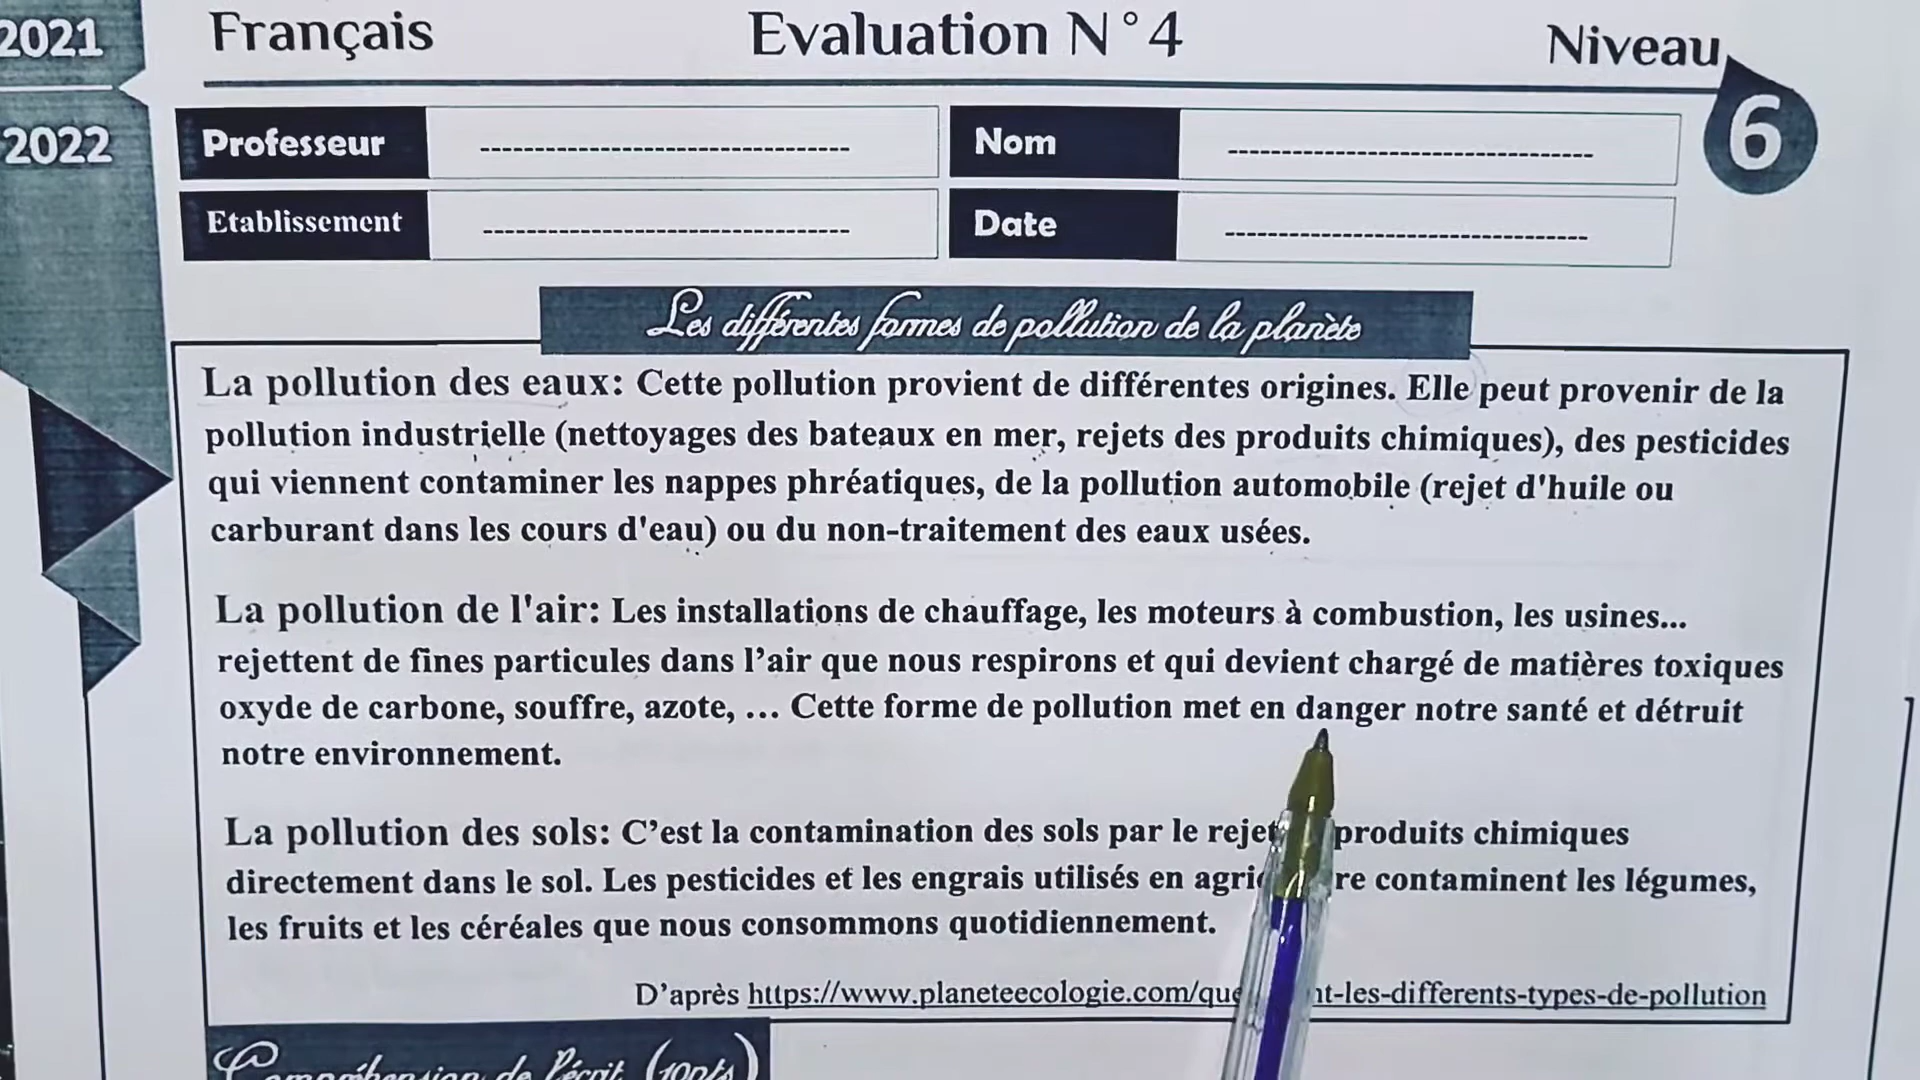 2021
Français
Evaluation N°4
Niveau
6
2022
Professeur
Nom
Etablissement
Date
Les différentes formes de pollution de la planète
La pollution des eaux: Cette pollution provient de différentes origines. Elle peut provenir de la
pollution industrielle (nettoyages des bateaux en mer, rejets des produits chimiques), des pesticides
qui viennent contaminer les nappes phréatiques, de la pollution automobile (rejet d'huile ou
carburant dans les cours d'eau) ou du non-traitement des eaux usées.
La pollution de l'air: Les installations de chauffage, les moteurs à combustion, les usines...
rejettent de fines particules dans l’air que nous respirons et qui devient chargé de matières toxiques
oxyde de carbone, souffre, azote, ... Cette forme de pollution met en danger notre santé et détruit
notre environnement.
La pollution des sols: C’est la contamination des sols par le rejet produits chimiques
directement dans le sol. Les pesticides et les engrais utilisés en contaminent les légumes,
les fruits et les céréales que nous consommons quotidiennement.
D’après https://www.planeteecologie.com/que nt-les-differents-types-de-pollution
Compréhension de l'écrit (10pts)